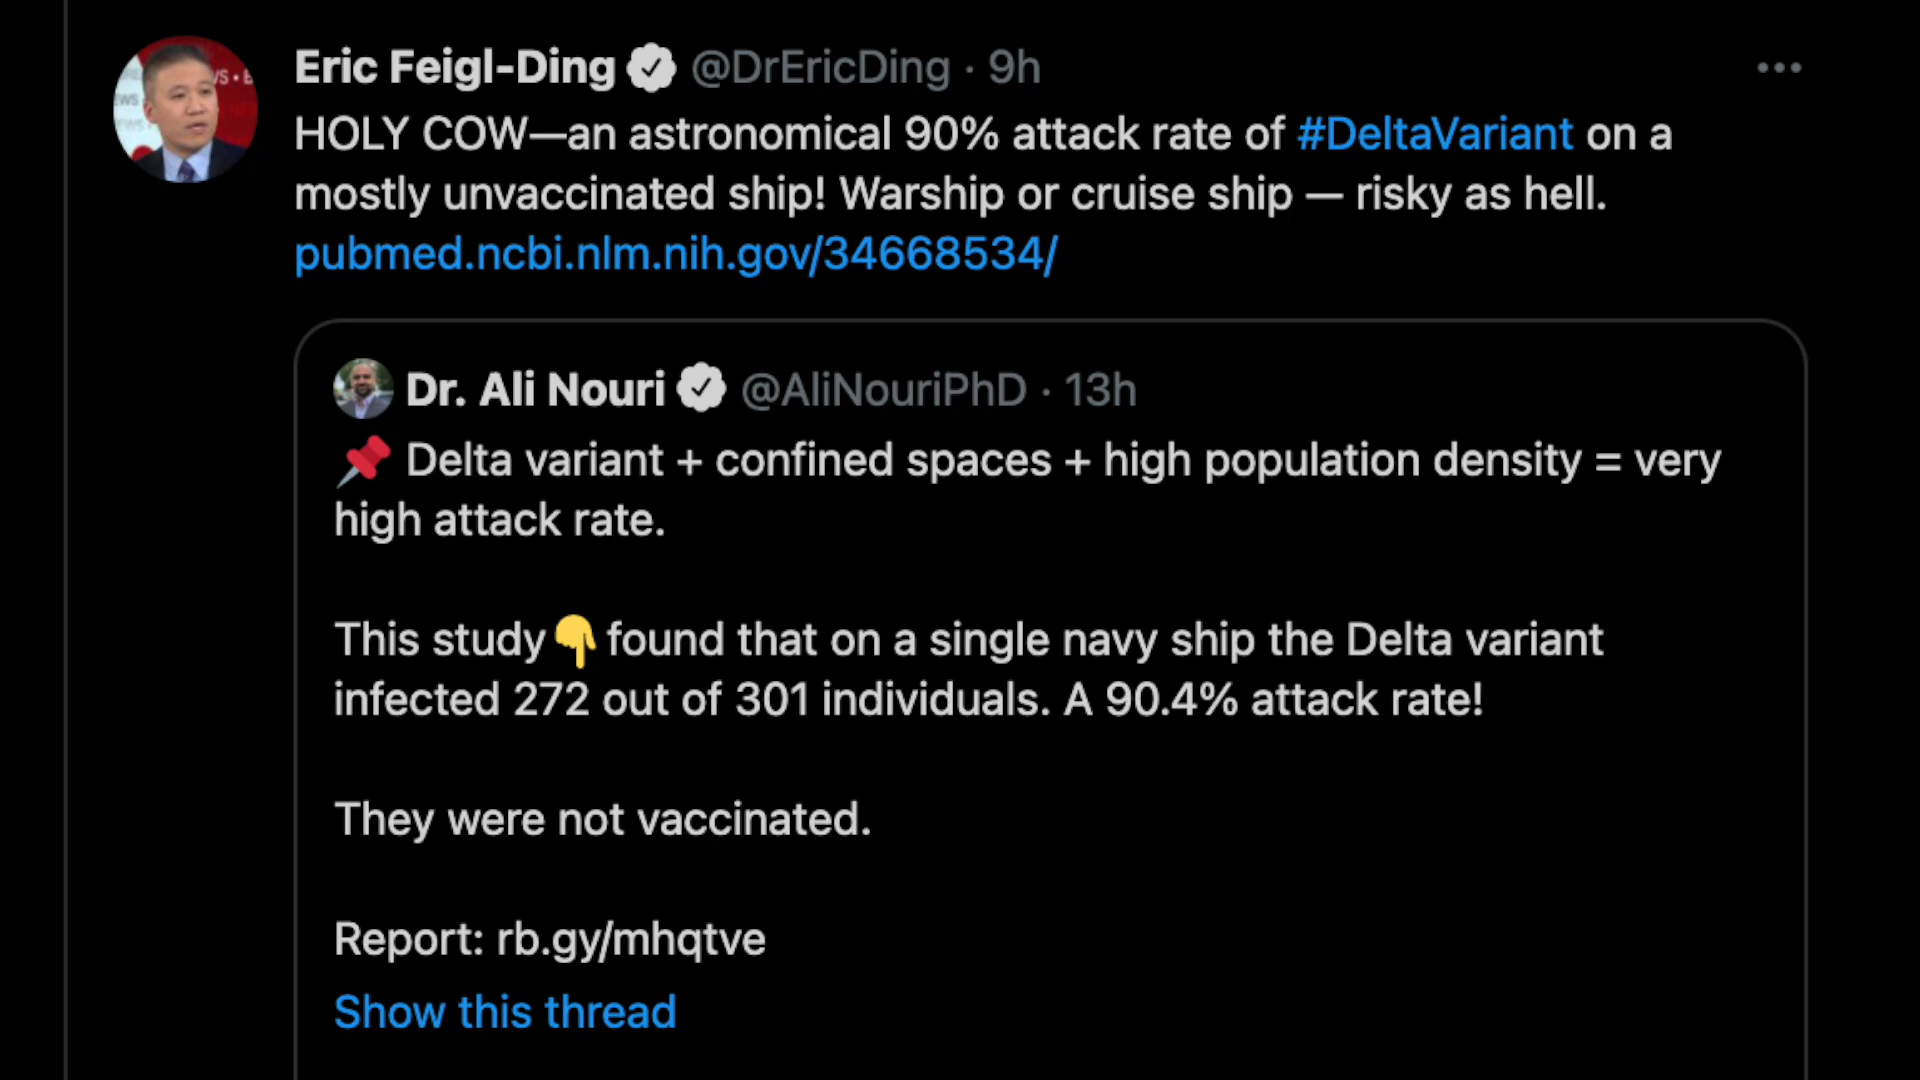 Eric Feigl-Ding @DrEricDing · 9h
HOLY COW—an astronomical 90% attack rate of #DeltaVariant on a
mostly unvaccinated ship! Warship or cruise ship — risky as hell.
pubmed.ncbi.nlm.nih.gov/34668534/
Dr. Ali Nouri @AliNouriPhD · 13h
📌 Delta variant + confined spaces + high population density = very
high attack rate.
This study👇found that on a single navy ship the Delta variant
infected 272 out of 301 individuals. A 90.4% attack rate!
They were not vaccinated.
Report: rb.gy/mhqtve
Show this thread